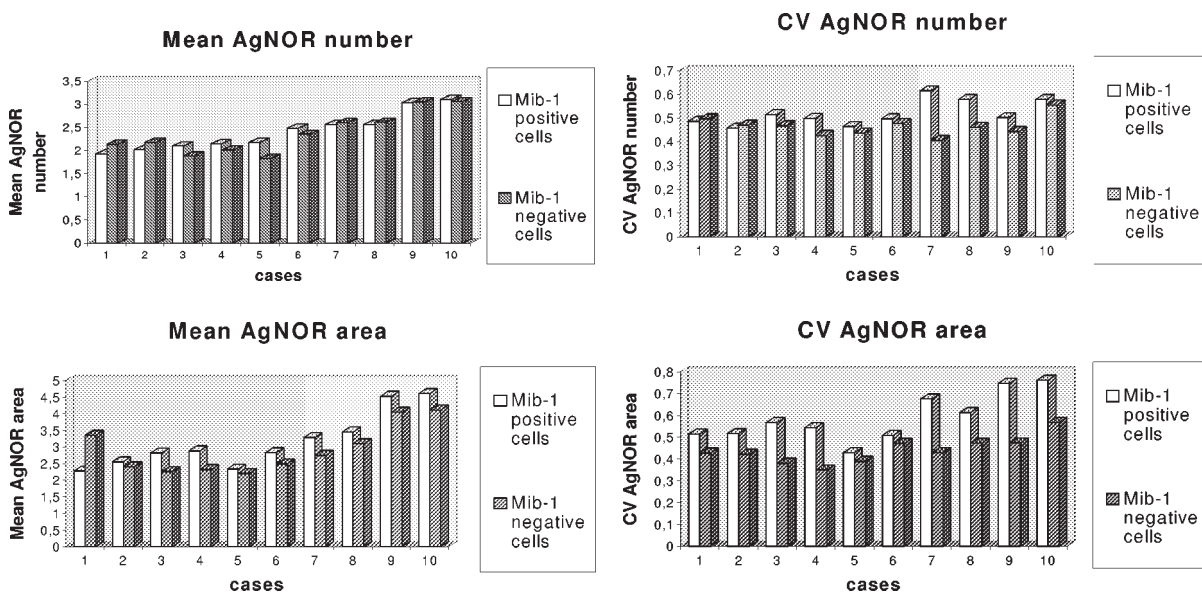 Mean AgNOR number
3,5
3
2,5
2
1,5
1
0,5
0
Mean AgNOR
number
1 2 3 4 5 6 7 8 9 10
cases
Mib-1
positive
cells
Mib-1
negative
cells
CV AgNOR number
0,7
0,6
0,5
0,4
0,3
0,2
0,1
0
CV AgNOR number
1 2 3 4 5 6 7 8 9 10
cases
Mib-1
positive
cells
Mib-1
negative
cells
Mean AgNOR area
5
4,5
4
3,5
3
2,5
2
1,5
1
0,5
0
Mean AgNOR area
1 2 3 4 5 6 7 8 9 10
cases
Mib-1
positive
cells
Mib-1
negative
cells
CV AgNOR area
0,8
0,7
0,6
0,5
0,4
0,3
0,2
0,1
0
CV AgNOR area
1 2 3 4 5 6 7 8 9 10
cases
Mib-1
positive
cells
Mib-1
negative
cells